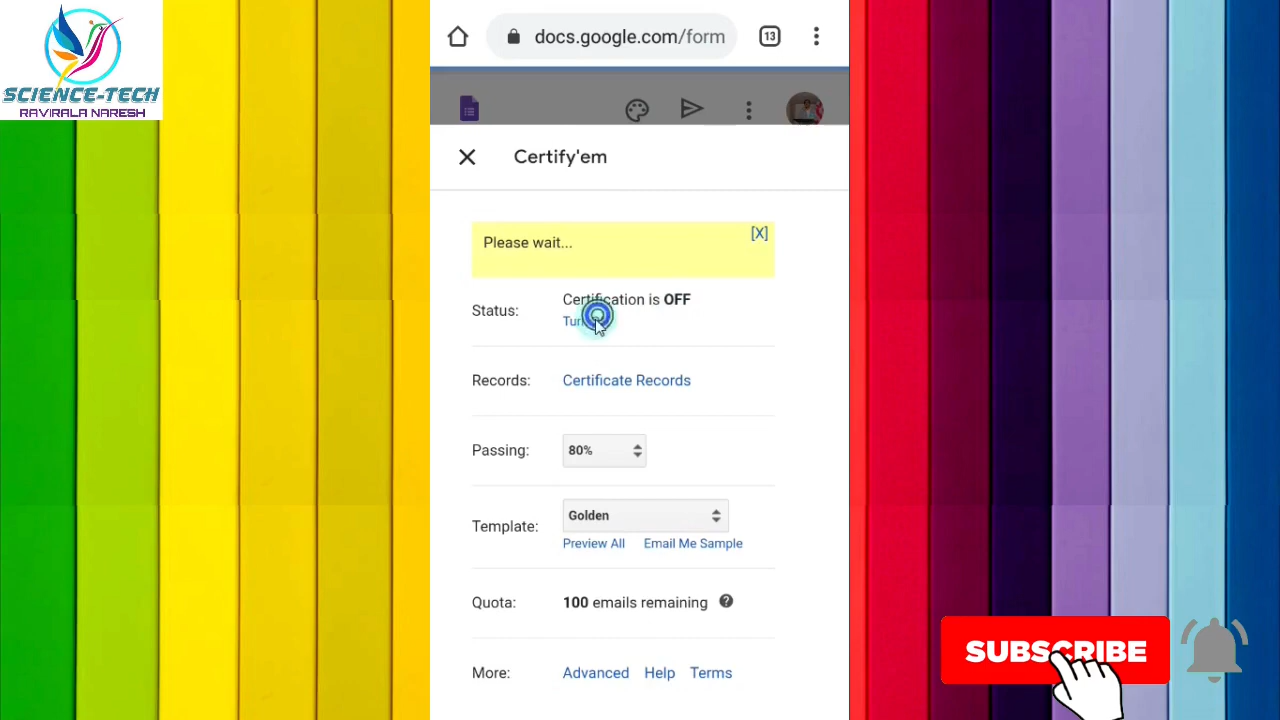 SCIENCE-TECH
RAVIRALA NARESH
docs.google.com/form
13
Certify'em
Please wait...
[X]
Status:
Certification is OFF
Records:
Certificate Records
Passing:
80%
Template:
Golden
Preview All
Email Me Sample
Quota:
100 emails remaining
?
More:
Advanced
Help
Terms
SUBSCRIBE